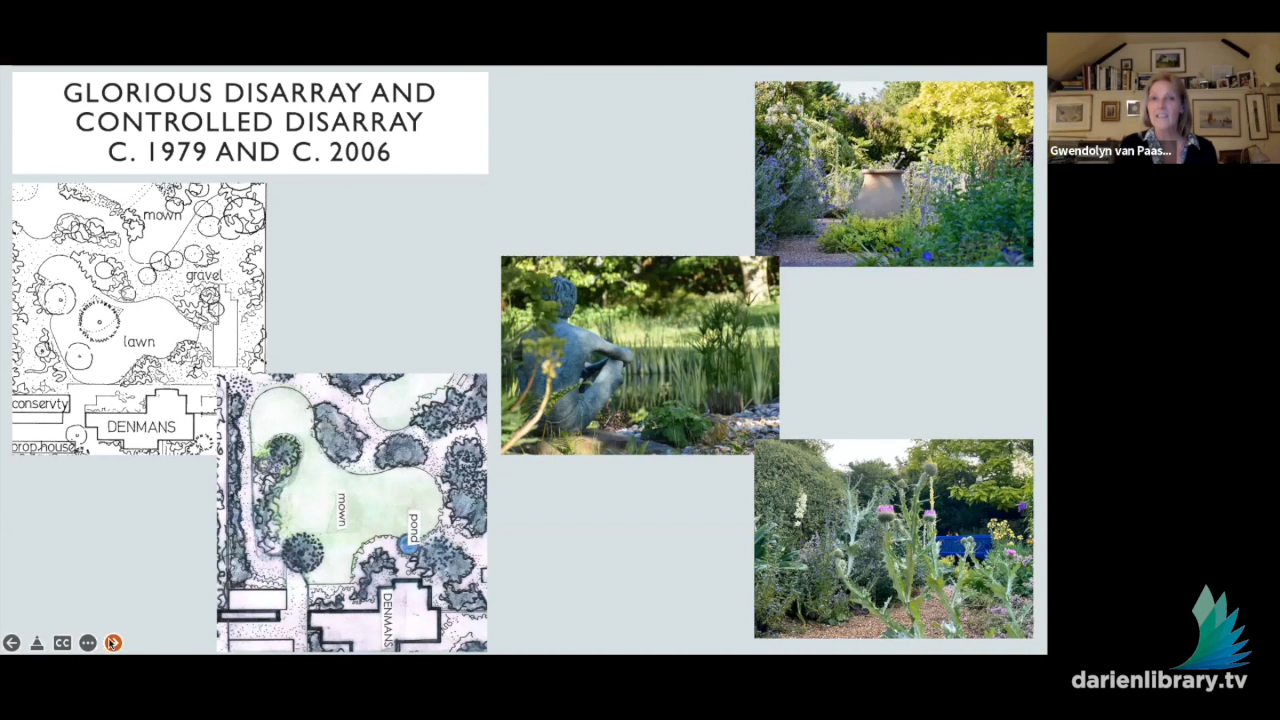 GLORIOUS DISARRAY AND
CONTROLLED DISARRAY
C. 1979 AND C. 2006
mown
gravel
lawn
conservty
DENMANS
prop.house
mown
pond
DENMANS
CC
Gwendolyn van Paas...
darienlibrary.tv